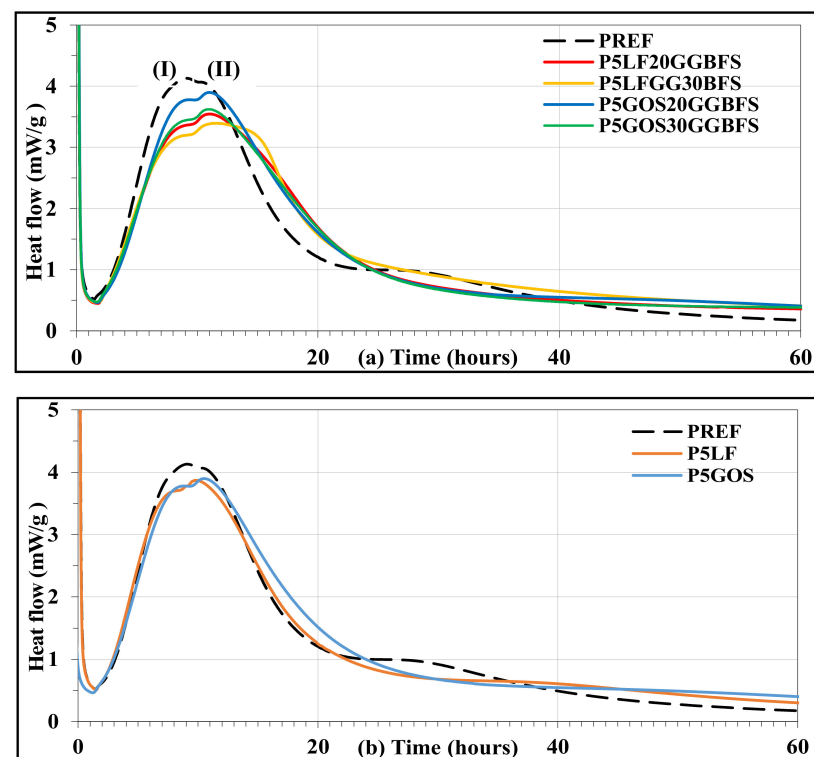 5
4
3
2
1
0
Heat flow (mW/g)
(I) (II)
PREF
P5LF20GGBFS
P5LFGG30BFS
P5GOS20GGBFS
P5GOS30GGBFS
0 20 40 60
(a) Time (hours)
5
4
3
2
1
0
Heat flow (mW/g)
PREF
P5LF
P5GOS
0 20 40 60
(b) Time (hours)